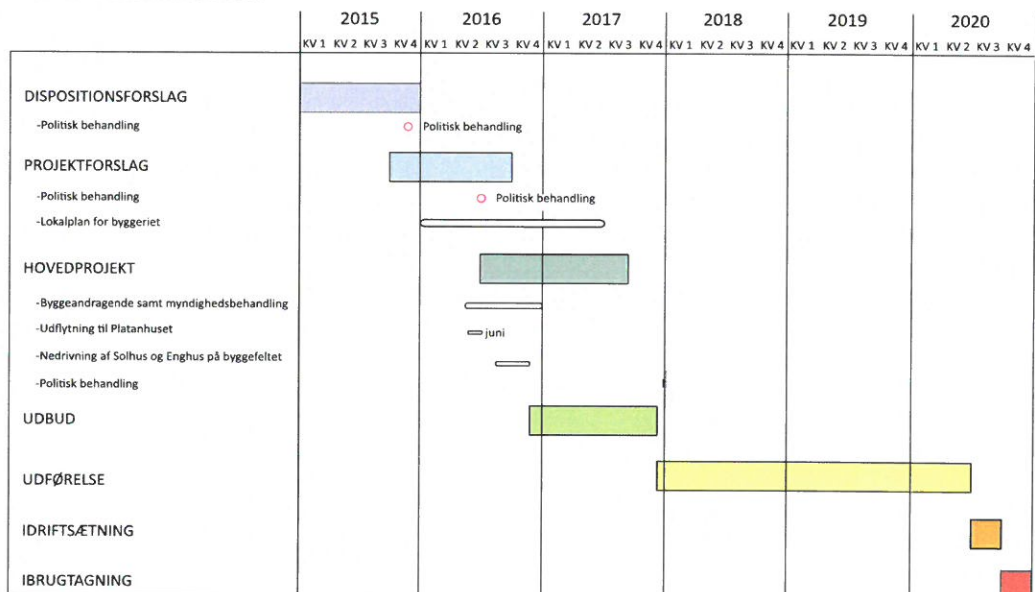 2015 2016 2017 2018 2019 2020
KV 1 KV 2 KV 3 KV 4 KV 1 KV 2 KV 3 KV 4 KV 1 KV 2 KV 3 KV 4 KV 1 KV 2 KV 3 KV 4 KV 1 KV 2 KV 3 KV 4 KV 1 KV 2 KV 3 KV 4
DISPOSITIONSFORSLAG
-Politisk behandling Politisk behandling
PROJEKTFORSLAG
-Politisk behandling Politisk behandling
-Lokalplan for byggeriet
HOVEDPROJEKT
-Byggeandragende samt myndighedsbehandling
-Udflytning til Platanhuset juni
-Nedrivning af Solhus og Enghus på byggefeltet
-Politisk behandling
UDBUD
UDFØRELSE
IDRIFTSÆTNING
IBRUGTAGNING